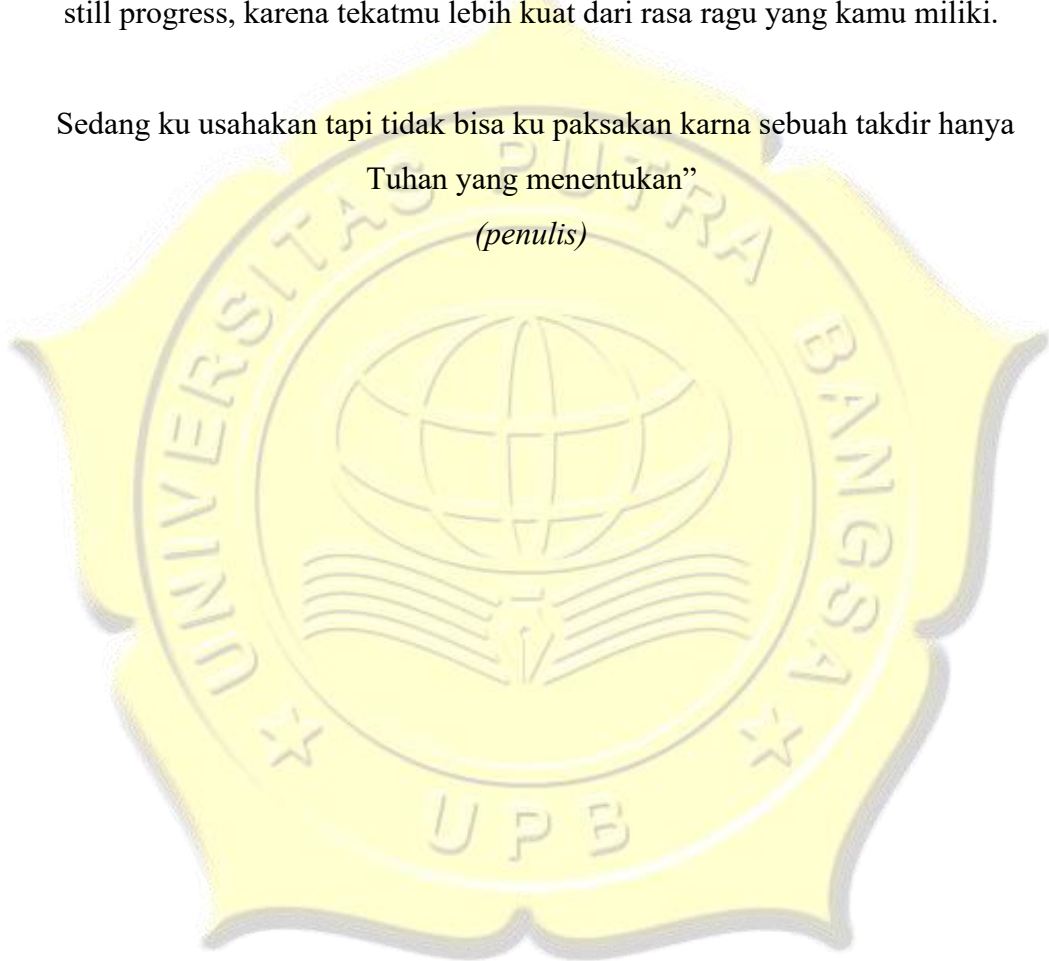 still progress, karena tekatmu lebih kuat dari rasa ragu yang kamu miliki.
Sedang ku usahakan tapi tidak bisa ku paksakan karna sebuah takdir hanya
Tuhan yang menentukan”
(penulis)
UNIVERSITAS PUTRA BANGSA
UPB